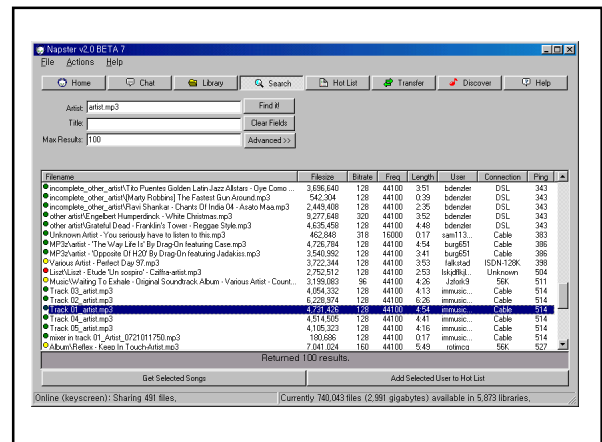 Napster v2.0 BETA 7
File Actions Help
Home Chat Library Search Hot List Transfer Discover Help
Artist: artist.mp3 Find it!
Title: Clear Fields
Max Results: 100 Advanced >>
Filename Filesize Bitrate Freq Length User Connection Ping
incomplete_other_artist\Tito Puentes Golden Latin Jazz Allstars - Oye Como ... 3,696,640 128 44100 3:51 bdenzler DSL 343
incomplete_other_artist\[Marty Robbins] The Fastest Gun Around.mp3 542,304 128 44100 0:39 bdenzler DSL 343
incomplete_other_artist\Ravi Shankar - Chants Of India 04 - Asato Maa.mp3 2,449,408 128 44100 2:35 bdenzler DSL 343
other artist\Engelbert Humperdinck - White Christmas.mp3 9,277,648 320 44100 3:52 bdenzler DSL 343
other artist\Grateful Dead - Franklin's Tower - Reggae Style.mp3 4,635,458 128 44100 4:48 bdenzler DSL 343
Unknown Artist - You seriously have to listen to this.mp3 462,848 318 16000 0:17 sam113... Cable 383
MP3z\artist - 'The Way Life Is' By Drag-On featuring Case.mp3 4,726,784 128 44100 4:54 burg651 Cable 386
MP3z\artist - 'Opposite Of H20' By Drag-On featuring Jadakiss.mp3 3,540,992 128 44100 3:41 burg651 Cable 386
Various Artist - Perfect Day 97.mp3 3,722,344 128 44100 3:53 falkstad ISDN-128K 398
Liszt\Liszt - Etude 'Un sospiro' - Cziffra-artist.mp3 2,752,512 128 44100 2:53 Unknown 504
Music\Waiting To Exhale - Original Soundtrack Album - Various Artist - Count... 3,199,083 96 44100 4:26 Jzfork9 56K 511
Track 03_artist.mp3 4,054,332 128 44100 4:13 immusic... Cable 514
Track 02_artist.mp3 6,228,974 128 44100 6:26 immusic... Cable 514
Track 01_artist.mp3 4,731,426 128 44100 4:54 immusic... Cable 514
Track 04_artist.mp3 4,514,505 128 44100 4:41 immusic... Cable 514
Track 05_artist.mp3 4,105,323 128 44100 4:16 immusic... Cable 514
mixer in track 01_Artist_0721011750.mp3 180,686 128 44100 0:17 immusic... Cable 514
Album\Reflex - Keep In Touch-Artist.mp3 7,041,024 160 44100 5:49 rotimca 56K 527
Returned 100 results.
Get Selected Songs Add Selected User to Hot List
Online (keyscreen): Sharing 491 files. Currently 740,043 files (2,991 gigabytes) available in 5,873 libraries.